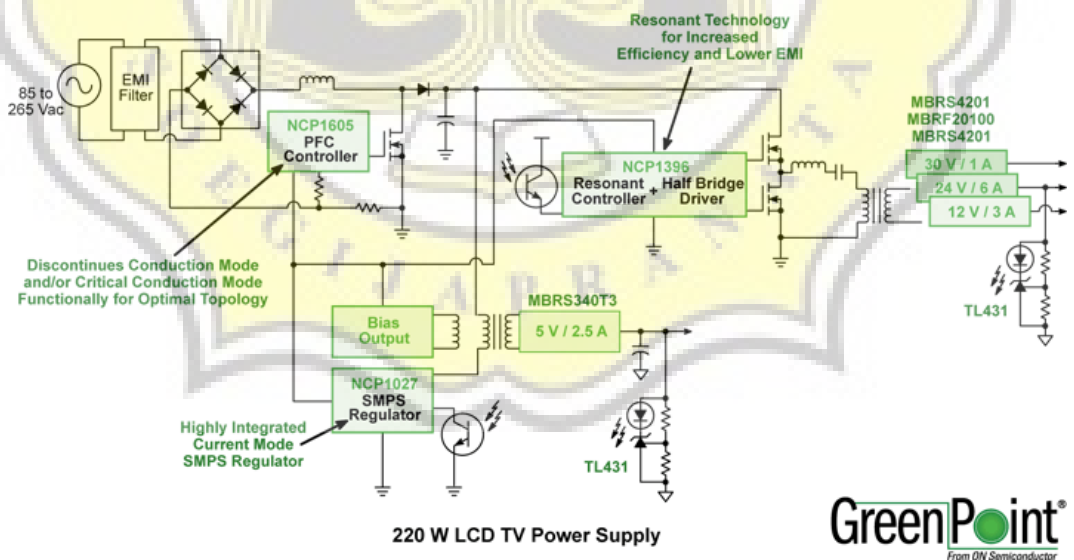 Resonant Technology
for Increased
Efficiency and Lower EMI
85 to
265 Vac
EMI
Filter
NCP1605
PFC
Controller
NCP1396
Resonant
Controller
+
Half Bridge
Driver
MBRS4201
MBRF20100
MBRS4201
30 V / 1 A
24 V / 6 A
12 V / 3 A
TL431
Discontinues Conduction Mode
and/or Critical Conduction Mode
Functionally for Optimal Topology
Bias
Output
MBRS340T3
5 V / 2.5 A
NCP1027
SMPS
Regulator
Highly Integrated
Current Mode
SMPS Regulator
TL431
220 W LCD TV Power Supply
GreenPoint®
From ON Semiconductor